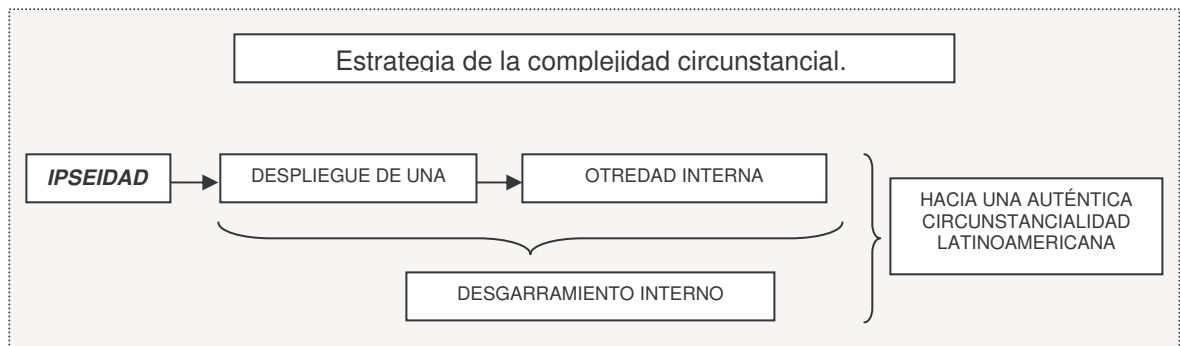 Estrategia de la complejidad circunstancial.
IPSEIDAD
DESPLIEGUE DE UNA
OTREDAD INTERNA
HACIA UNA AUTÉNTICA
CIRCUNSTANCIALIDAD
LATINOAMERICANA
DESGARRAMIENTO INTERNO